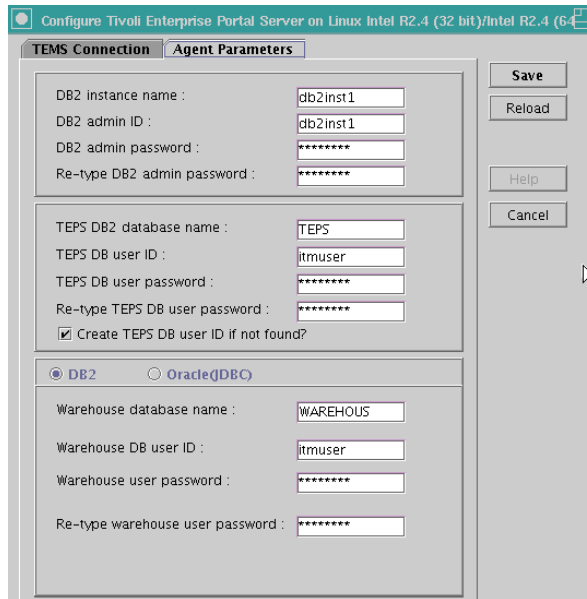 Configure Tivoli Enterprise Portal Server on Linux Intel R2.4 (32 bit)/Intel R2.4 (64
TEMS Connection Agent Parameters
Save
Reload
Help
Cancel
DB2 instance name : db2inst1
DB2 admin ID : db2inst1
DB2 admin password : ********
Re-type DB2 admin password : ********
TEPS DB2 database name : TEPS
TEPS DB user ID : itmuser
TEPS DB user password : ********
Re-type TEPS DB user password : ********
Create TEPS DB user ID if not found?
DB2 Oracle(JDBC)
Warehouse database name : WAREHOUS
Warehouse DB user ID : itmuser
Warehouse user password : ********
Re-type warehouse user password : ********